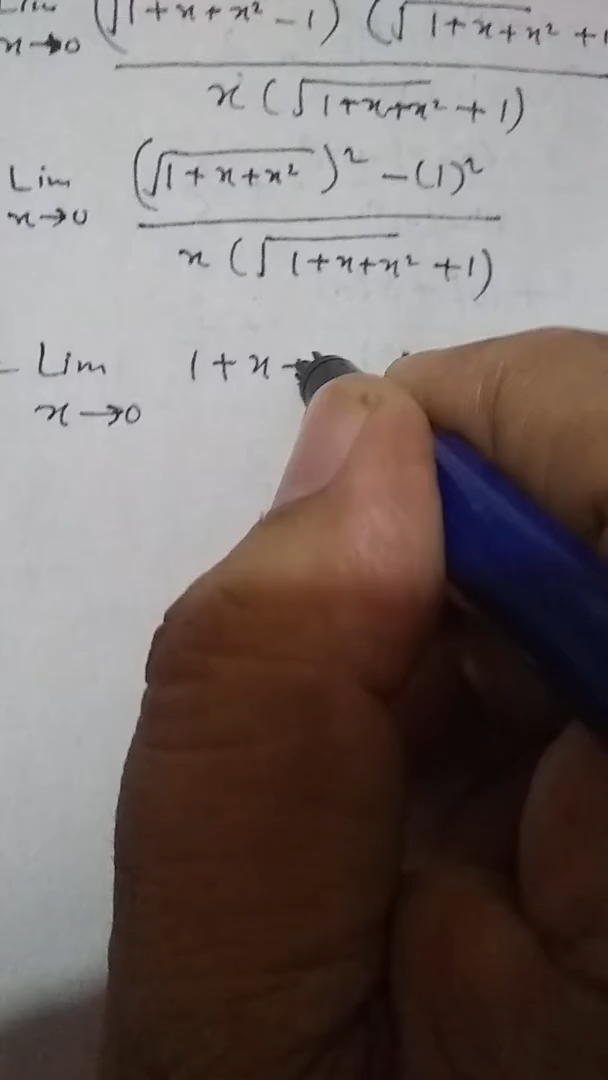 Lim (√1+x+x² - 1) (√1+x+x² + 1
x→0
x (√1+x+x² + 1)
Lim (√1+x+x²)² - (1)²
x→0
x (√1+x+x² + 1)
- Lim 1 + x +
x→0